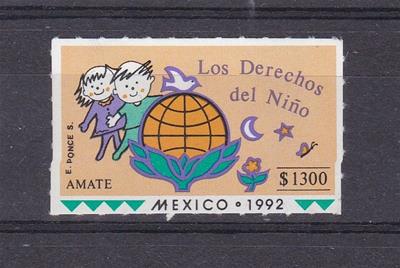 Los Derechos
del Niño
E. PONCE S.
AMATE
$1300
MEXICO • 1992